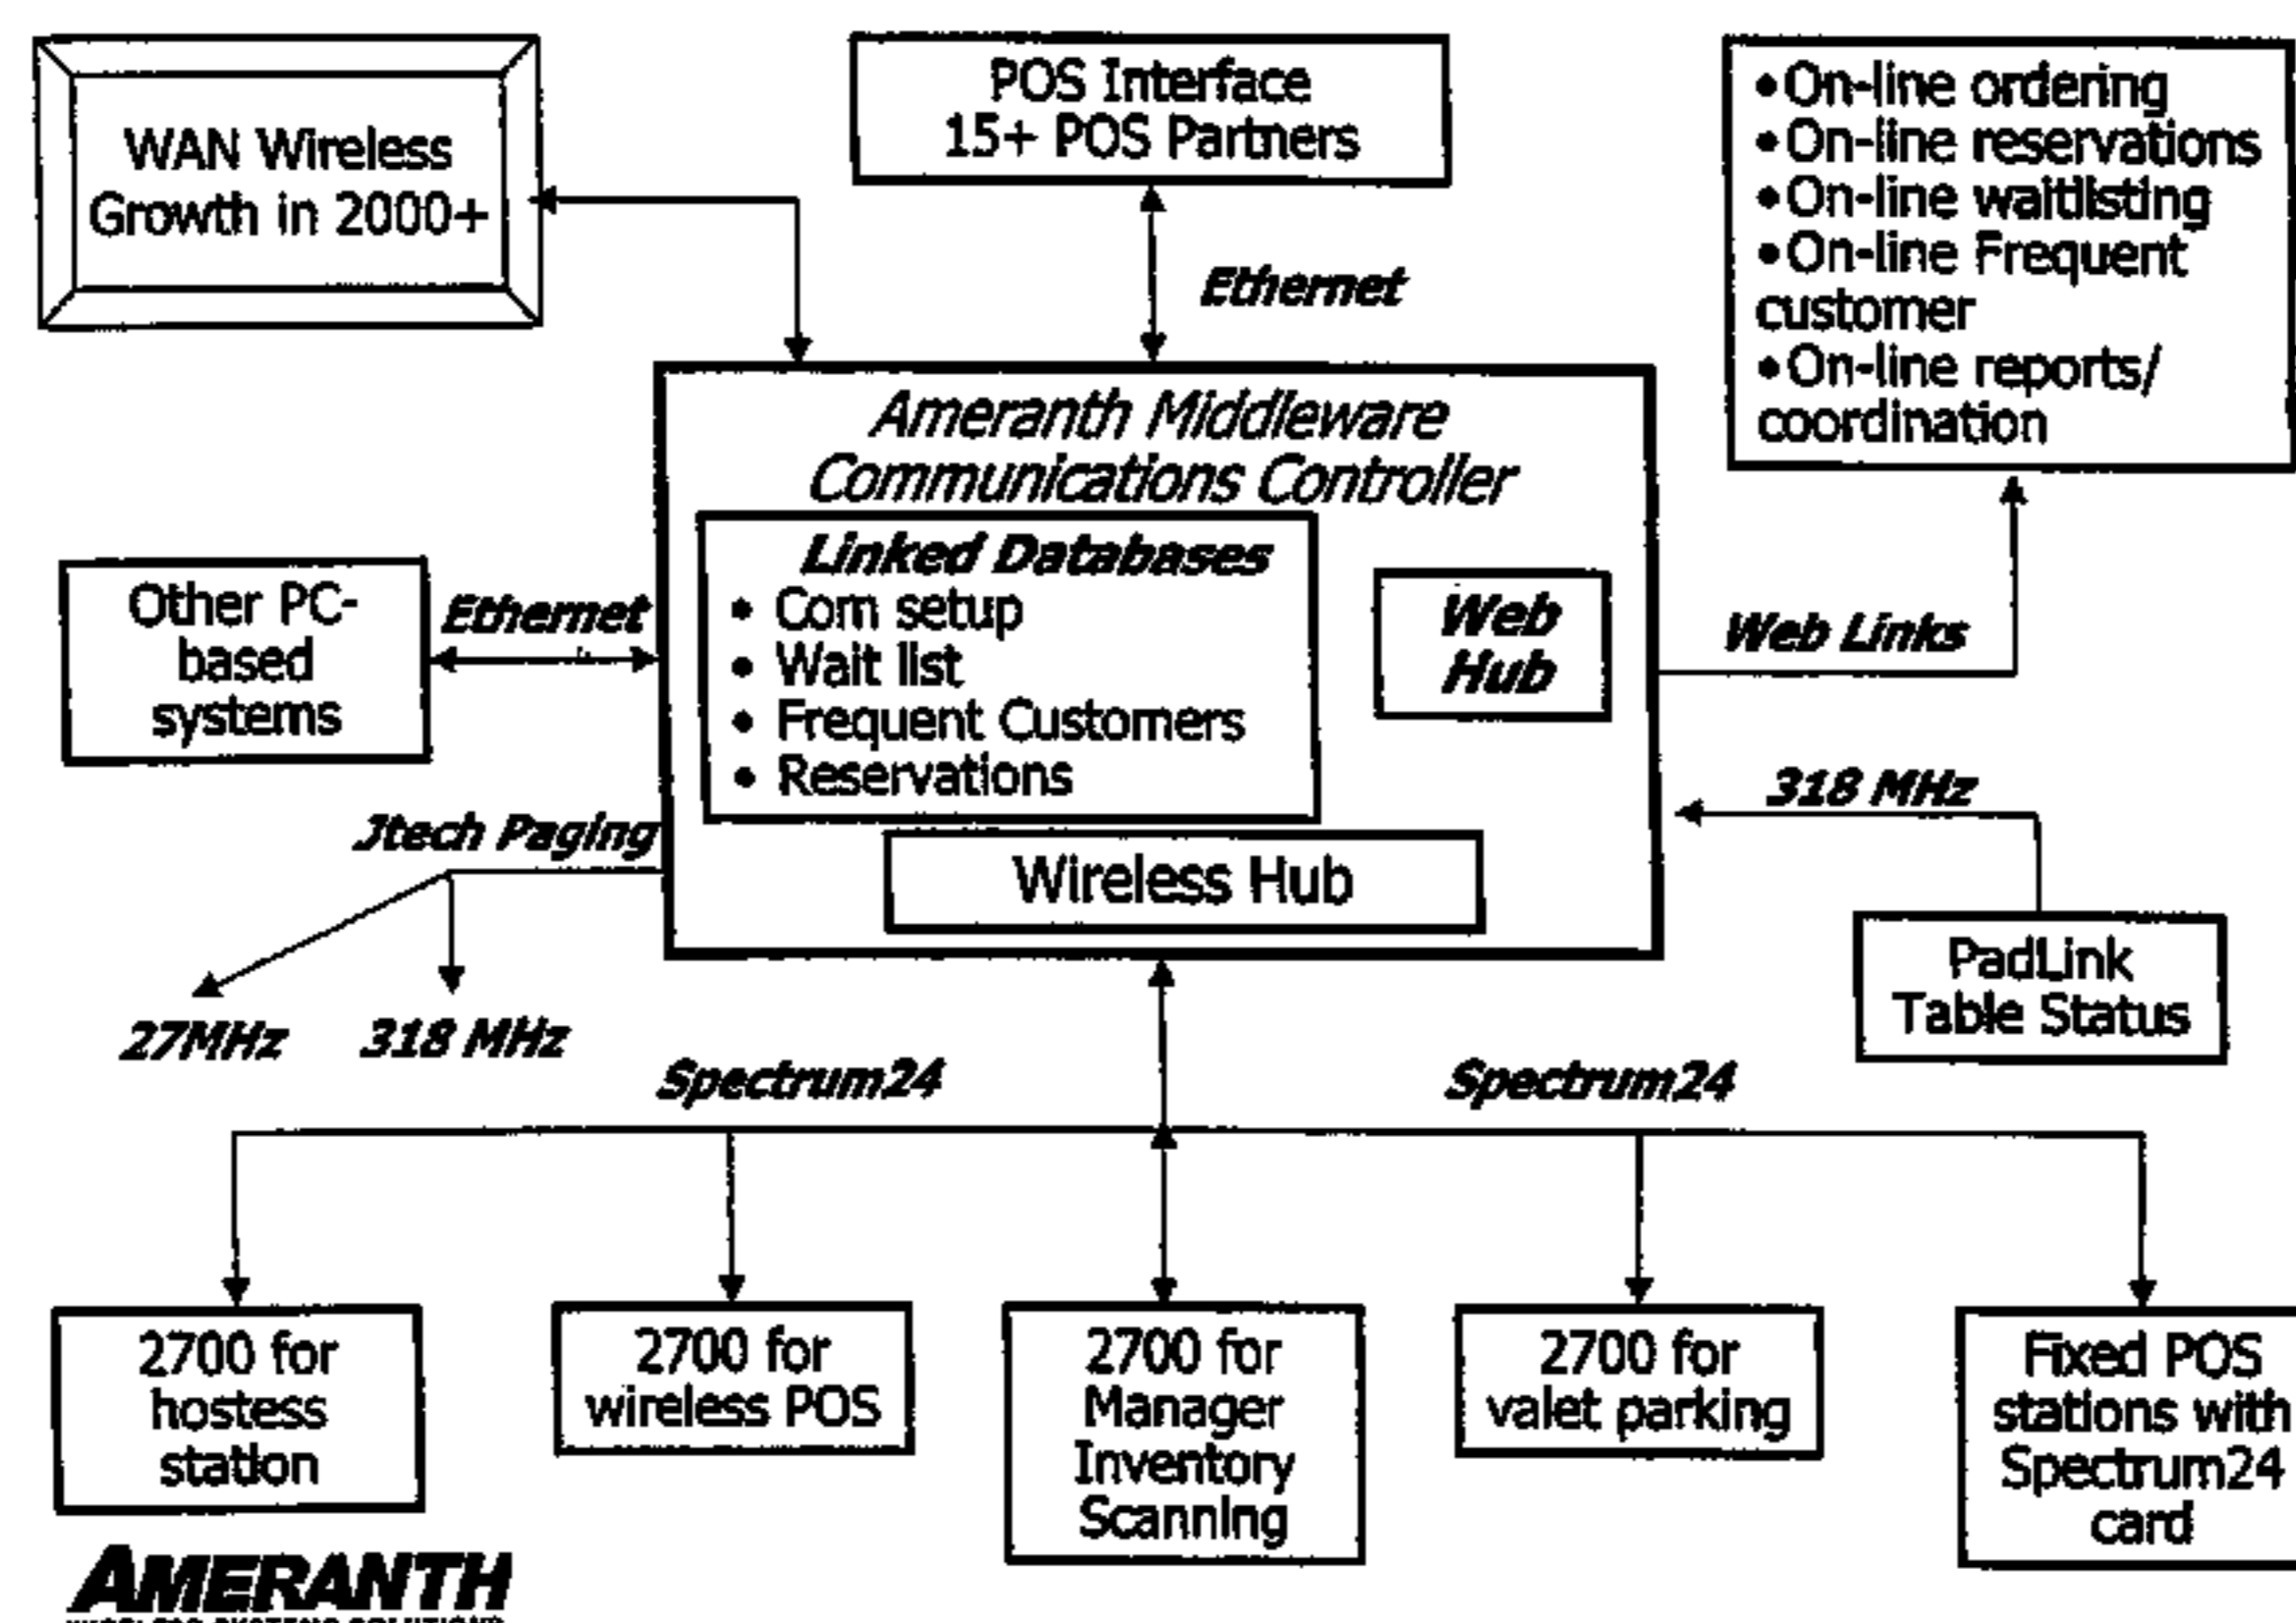 WAN Wireless
Growth in 2000+
POS Interface
15+ POS Partners
•On-line ordering
•On-line reservations
•On-line waitlisting
•On-line Frequent
customer
•On-line reports/
coordination
Ethernet
Ameranth Middleware
Communications Controller
Linked Databases
• Com setup
• Wait list
• Frequent Customers
• Reservations
Web
Hub
Wireless Hub
Other PC-
based
systems
Ethernet
Web Links
Jtech Paging
27MHz
318 MHz
318 MHz
PadLink
Table Status
Spectrum24
Spectrum24
2700 for
hostess
station
2700 for
wireless POS
2700 for
Manager
Inventory
Scanning
2700 for
valet parking
Fixed POS
stations with
Spectrum24
card
AMERANTH